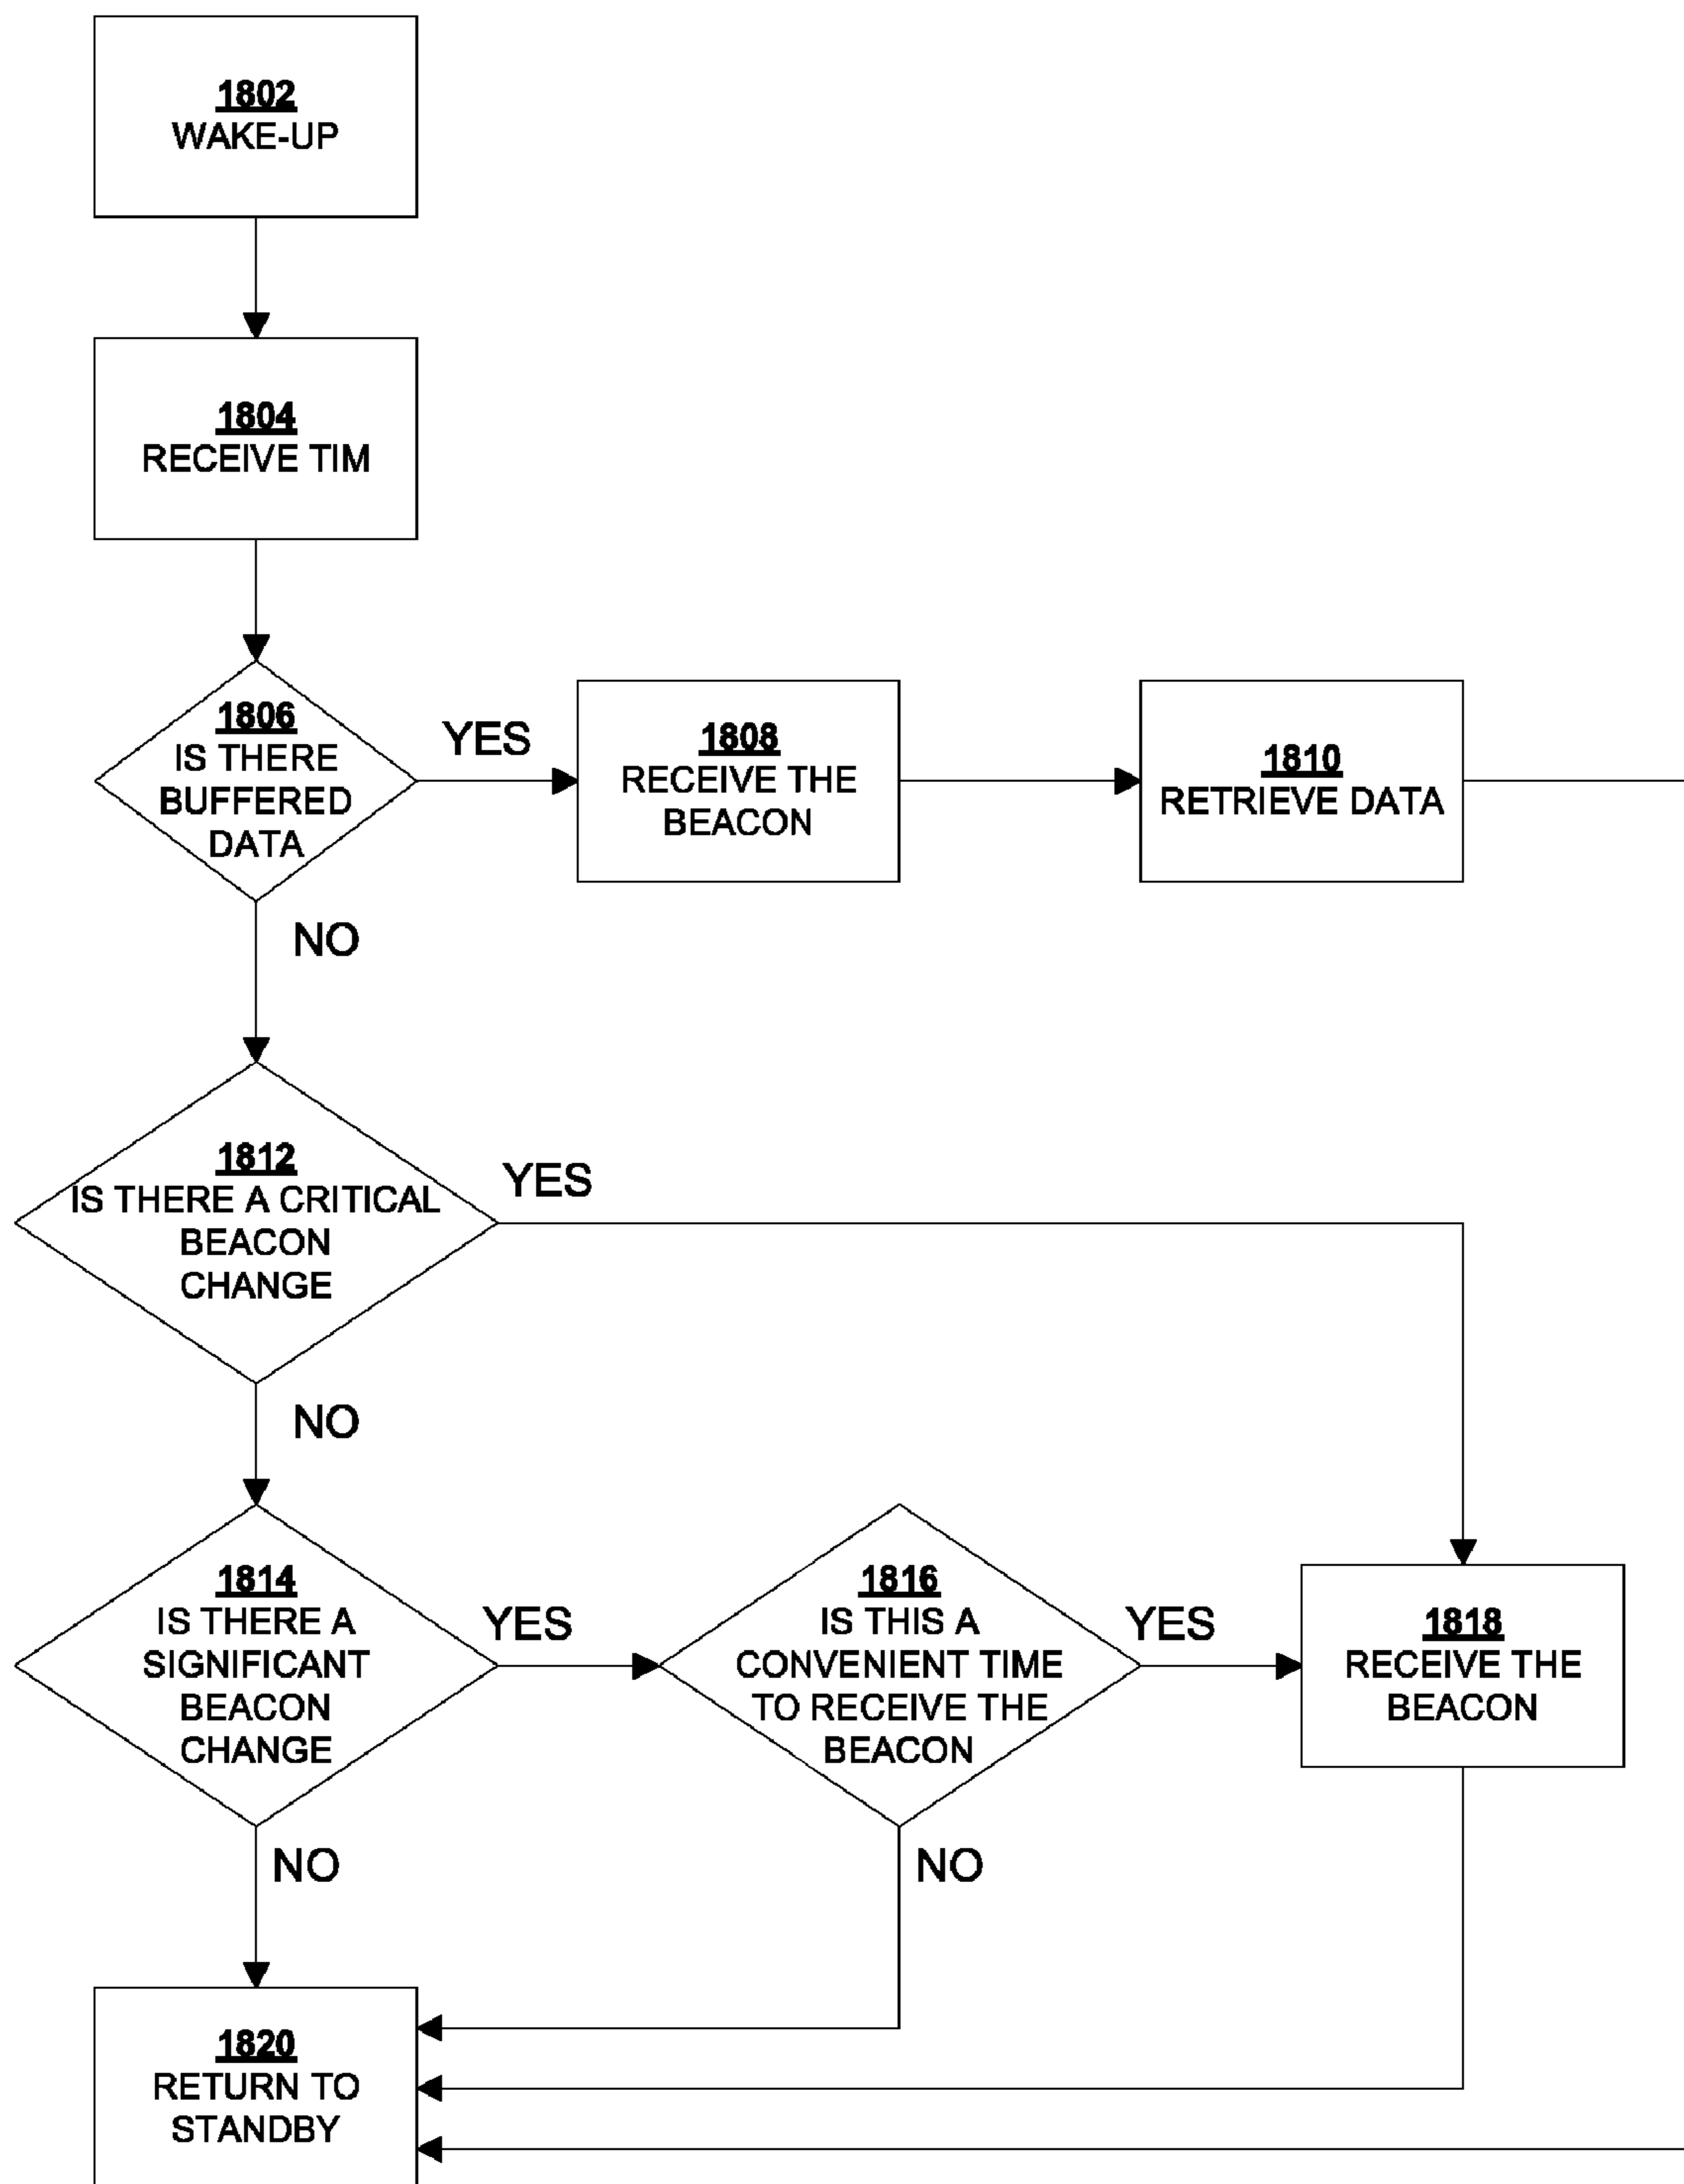 1802
WAKE-UP
1804
RECEIVE TIM
1806
IS THERE
BUFFERED
DATA
YES
1808
RECEIVE THE
BEACON
1810
RETRIEVE DATA
NO
1812
IS THERE A CRITICAL
BEACON
CHANGE
YES
NO
1814
IS THERE A
SIGNIFICANT
BEACON
CHANGE
YES
1816
IS THIS A
CONVENIENT TIME
TO RECEIVE THE
BEACON
YES
1818
RECEIVE THE
BEACON
NO
NO
1820
RETURN TO
STANDBY